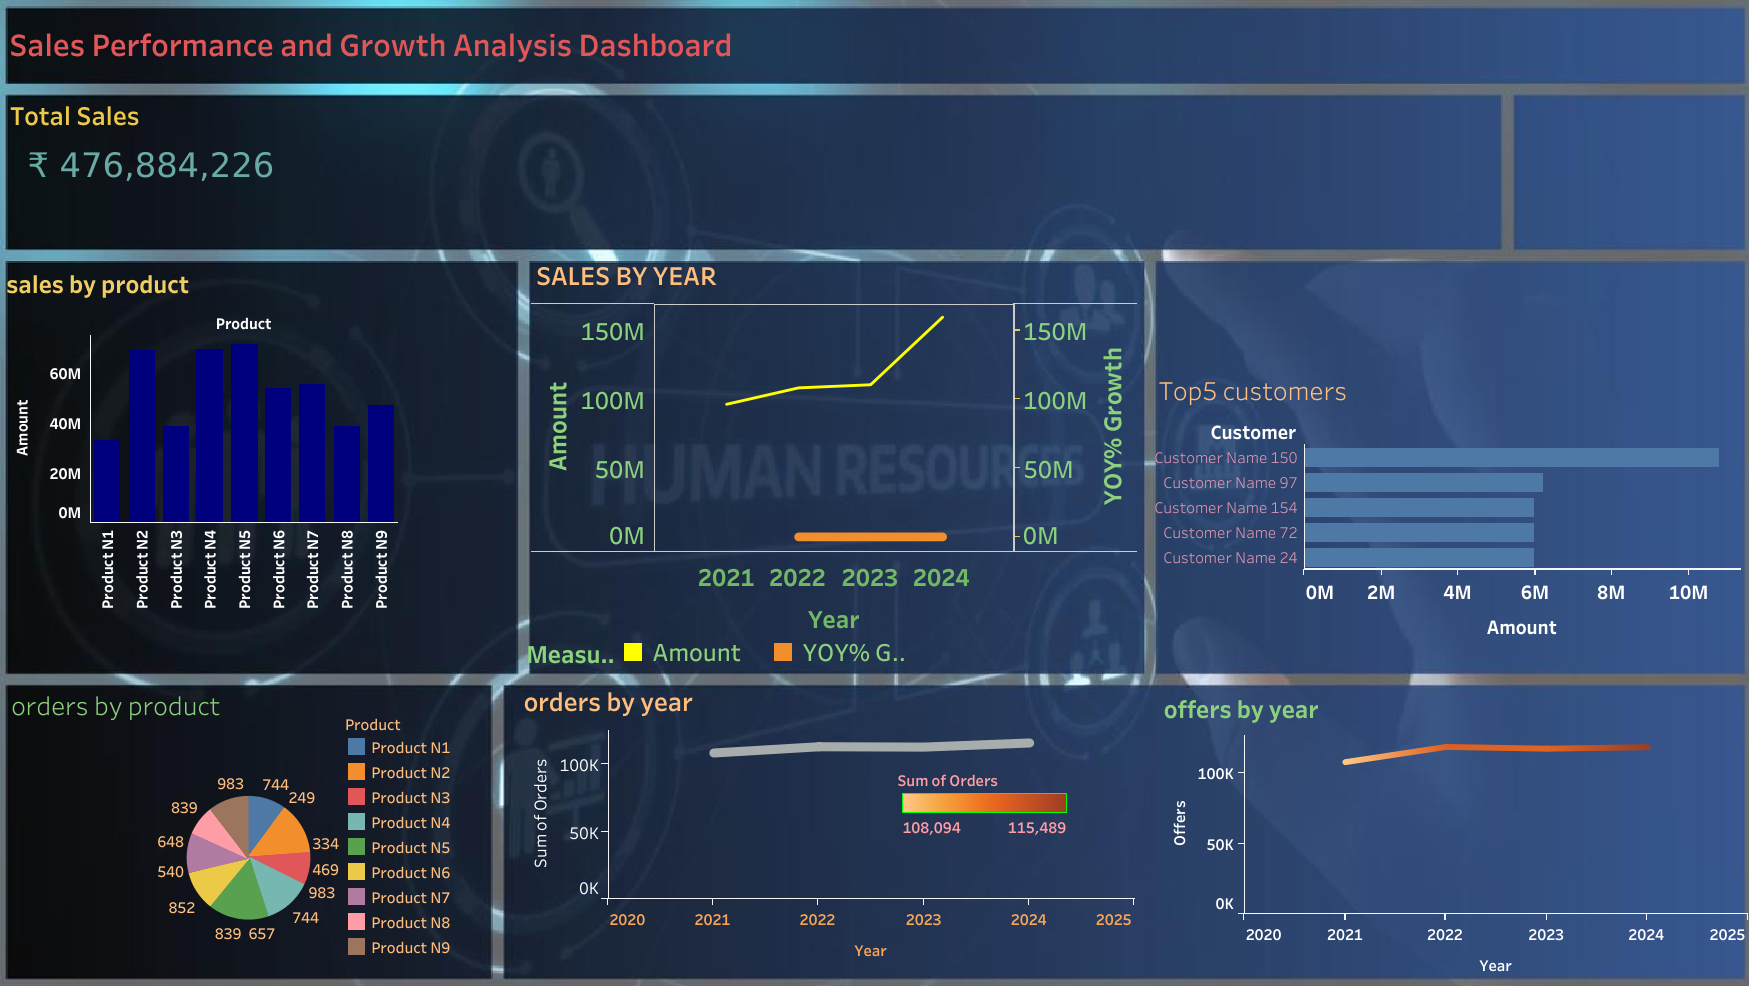 Sales Performance and Growth Analysis Dashboard
Total Sales
₹ 476,884,226
sales by product
Product
60M
40M
20M
0M
Amount
Product N1
Product N2
Product N3
Product N4
Product N5
Product N6
Product N7
Product N8
Product N9
SALES BY YEAR
150M
100M
50M
0M
Amount
150M
100M
50M
0M
YOY% Growth
HUMAN RESOURCES
2021 2022 2023 2024
Year
Measu.. Amount YOY% G..
Top5 customers
Customer
Customer Name 150
Customer Name 97
Customer Name 154
Customer Name 72
Customer Name 24
0M 2M 4M 6M 8M 10M
Amount
orders by product
983 744
249
839
334
648
469
540
983
852
744
839 657
Product
Product N1
Product N2
Product N3
Product N4
Product N5
Product N6
Product N7
Product N8
Product N9
orders by year
100K
50K
0K
Sum of Orders
Sum of Orders
108,094 115,489
2020 2021 2022 2023 2024 2025
Year
offers by year
100K
50K
0K
Offers
2020 2021 2022 2023 2024 2025
Year